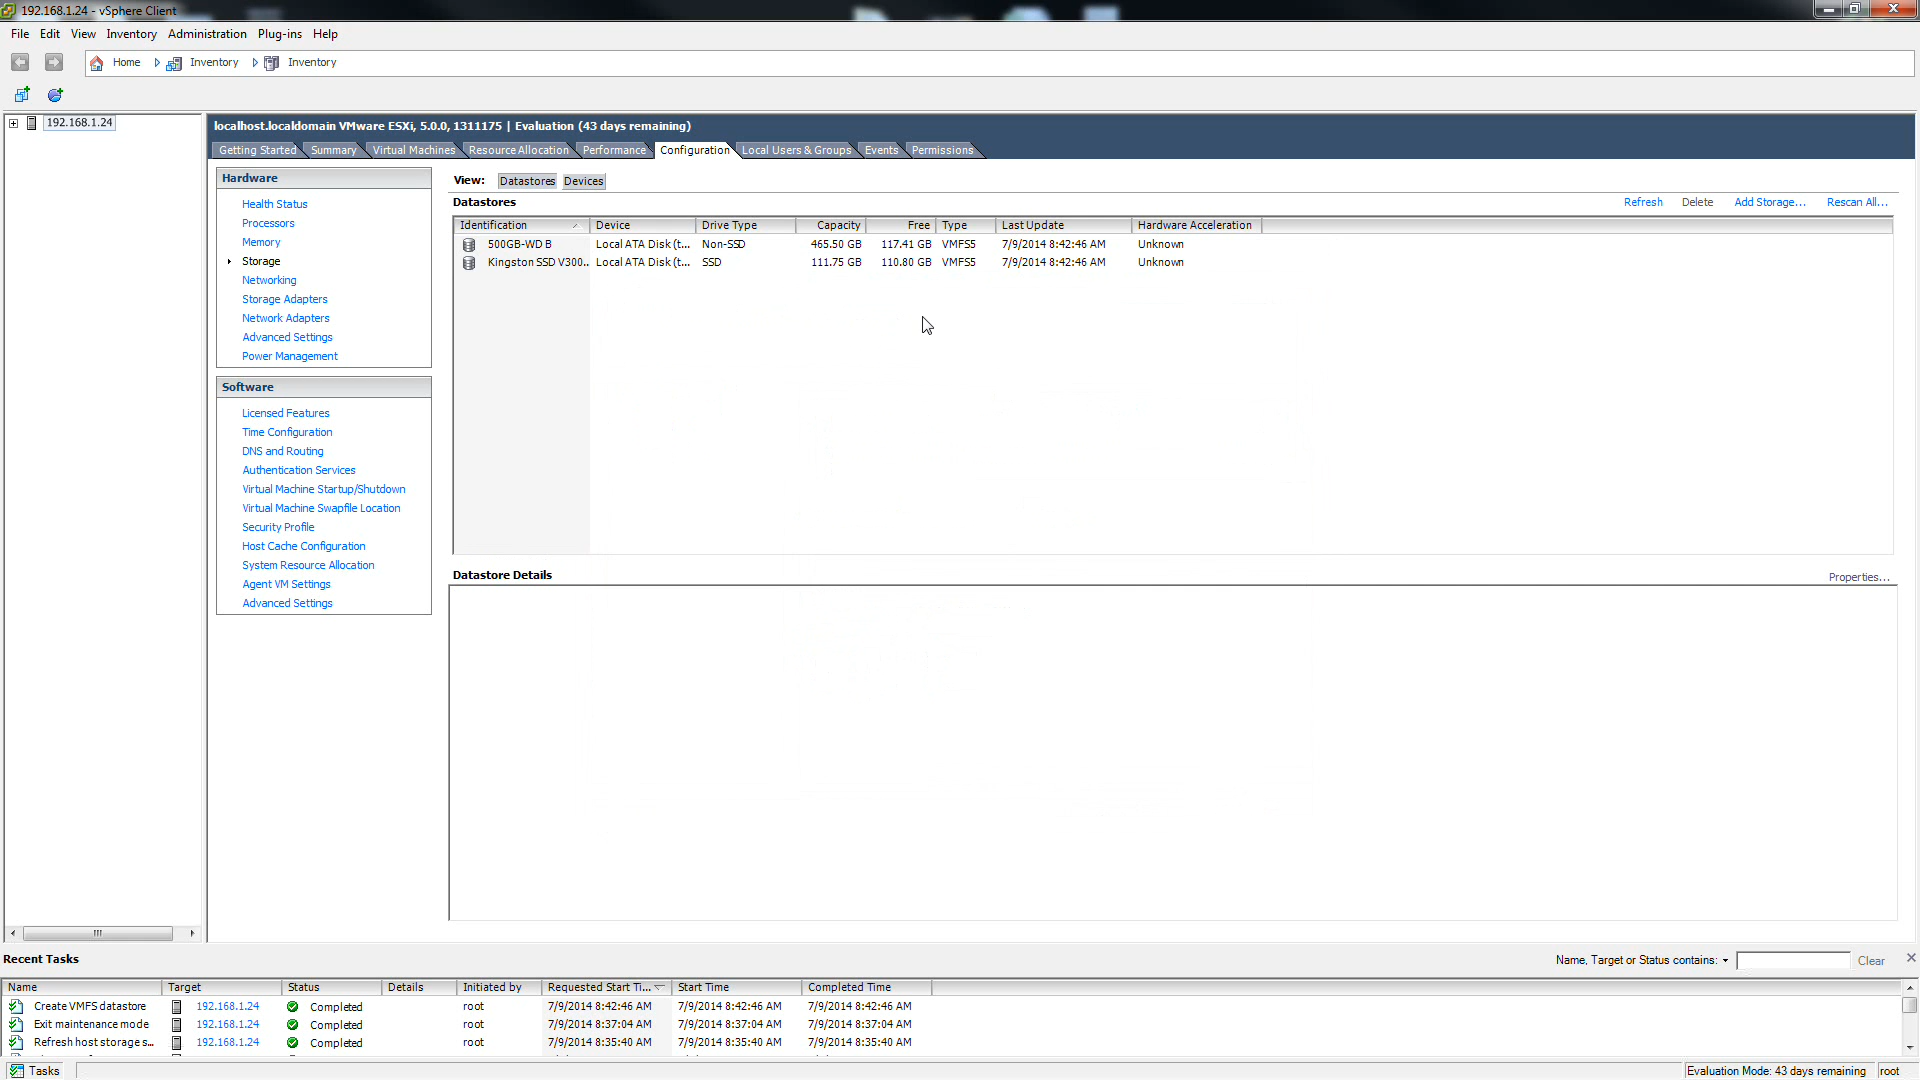 192.168.1.24 - vSphere Client
File Edit View Inventory Administration Plug-ins Help
Home Inventory Inventory
192.168.1.24
localhost.localdomain VMware ESXi, 5.0.0, 1311175 | Evaluation (43 days remaining)
Getting Started Summary Virtual Machines Resource Allocation Performance Configuration Local Users & Groups Events Permissions
Hardware
Health Status
Processors
Memory
Storage
Networking
Storage Adapters
Network Adapters
Advanced Settings
Power Management
Software
Licensed Features
Time Configuration
DNS and Routing
Authentication Services
Virtual Machine Startup/Shutdown
Virtual Machine Swapfile Location
Security Profile
Host Cache Configuration
System Resource Allocation
Agent VM Settings
Advanced Settings
View: Datastores Devices
Datastores
Refresh Delete Add Storage... Rescan All...
Identification Device Drive Type Capacity Free Type Last Update Hardware Acceleration
500GB-WD B Local ATA Disk (t... Non-SSD 465.50 GB 117.41 GB VMFS5 7/9/2014 8:42:46 AM Unknown
Kingston SSD V300.. Local ATA Disk (t... SSD 111.75 GB 110.80 GB VMFS5 7/9/2014 8:42:46 AM Unknown
Datastore Details
Properties...
Recent Tasks
Name, Target or Status contains: Clear
Name Target Status Details Initiated by Requested Start Ti... Start Time Completed Time
Create VMFS datastore 192.168.1.24 Completed root 7/9/2014 8:42:46 AM 7/9/2014 8:42:46 AM 7/9/2014 8:42:46 AM
Exit maintenance mode 192.168.1.24 Completed root 7/9/2014 8:37:04 AM 7/9/2014 8:37:04 AM 7/9/2014 8:37:04 AM
Refresh host storage s... 192.168.1.24 Completed root 7/9/2014 8:35:40 AM 7/9/2014 8:35:40 AM 7/9/2014 8:35:40 AM
Tasks
Evaluation Mode: 43 days remaining root